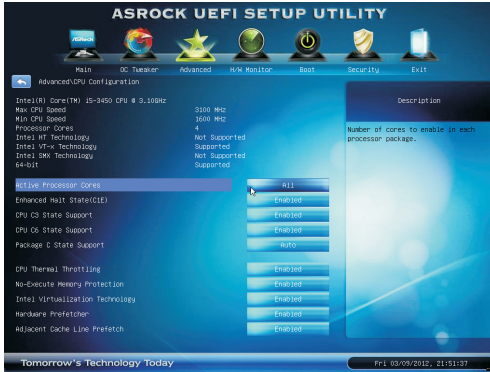 ASROCK UEFI SETUP UTILITY
ASRock
Main OC Tweaker Advanced H/W Monitor Boot Security Exit
Advanced\CPU Configuration
Description
Number of cores to enable in each
processor package.
Intel(R) Core(TM) i5-3450 CPU @ 3.10GHz
Max CPU Speed 3100 MHz
Min CPU Speed 1600 MHz
Processor Cores 4
Intel HT Technology Not Supported
Intel VT-x Technology Supported
Intel SMX Technology Not Supported
64-bit Supported
Active Processor Cores All
Enhanced Halt State(C1E) Enabled
CPU C3 State Support Enabled
CPU C6 State Support Enabled
Package C State Support Auto
CPU Thermal Throttling Enabled
No-Execute Memory Protection Enabled
Intel Virtualization Technology Enabled
Hardware Prefetcher Enabled
Adjacent Cache Line Prefetch Enabled
Tomorrow's Technology Today
Fri 03/09/2012, 21:51:37